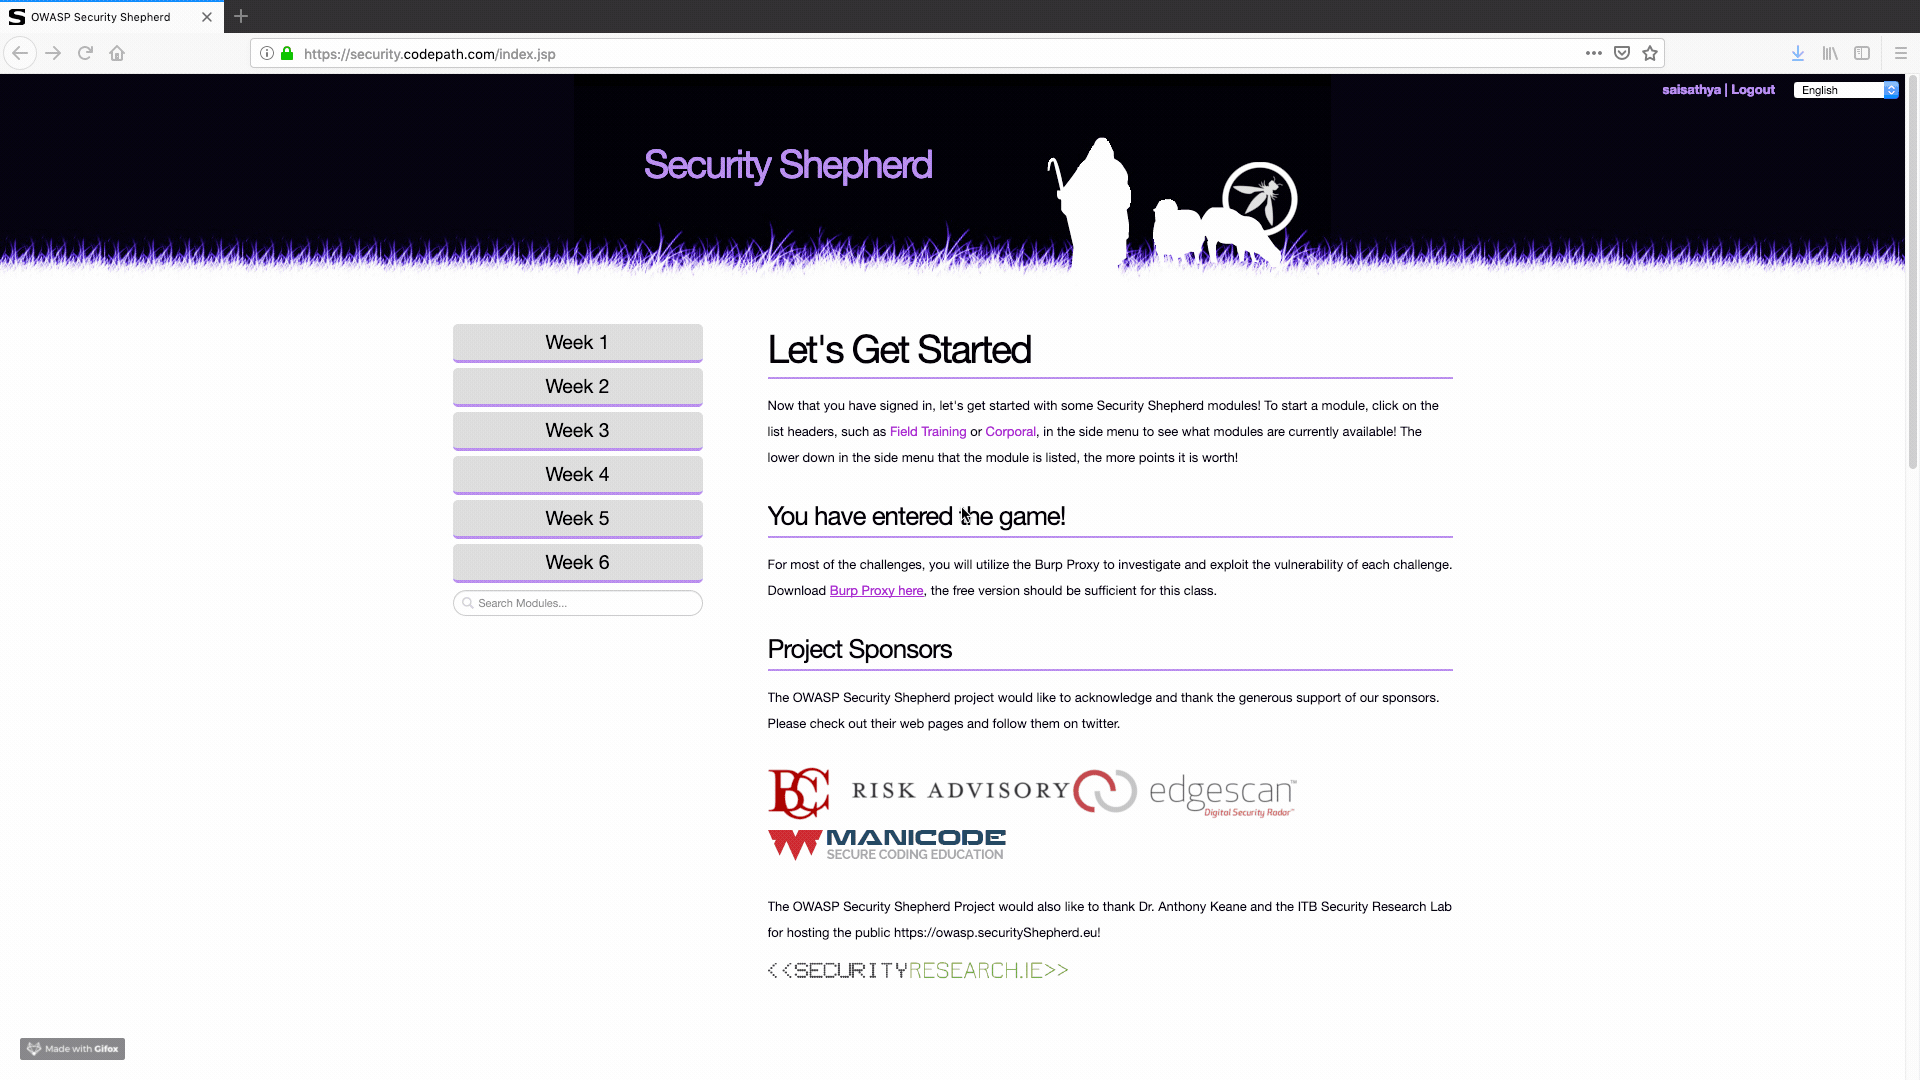 OWASP Security Shepherd
https://security.codepath.com/index.jsp
saisathya | Logout
English
Security Shepherd
Week 1
Week 2
Week 3
Week 4
Week 5
Week 6
Search Modules...
Let's Get Started
Now that you have signed in, let's get started with some Security Shepherd modules! To start a module, click on the
list headers, such as Field Training or Corporal, in the side menu to see what modules are currently available! The
lower down in the side menu that the module is listed, the more points it is worth!
You have entered the game!
For most of the challenges, you will utilize the Burp Proxy to investigate and exploit the vulnerability of each challenge.
Download Burp Proxy here, the free version should be sufficient for this class.
Project Sponsors
The OWASP Security Shepherd project would like to acknowledge and thank the generous support of our sponsors.
Please check out their web pages and follow them on twitter.
BC RISK ADVISORY
edgescan™
Digital Security Radar™
MANICODE
SECURE CODING EDUCATION
The OWASP Security Shepherd Project would also like to thank Dr. Anthony Keane and the ITB Security Research Lab
for hosting the public https://owasp.securityShepherd.eu!
<<SECURITYRESEARCH.IE>>
Made with Gifox